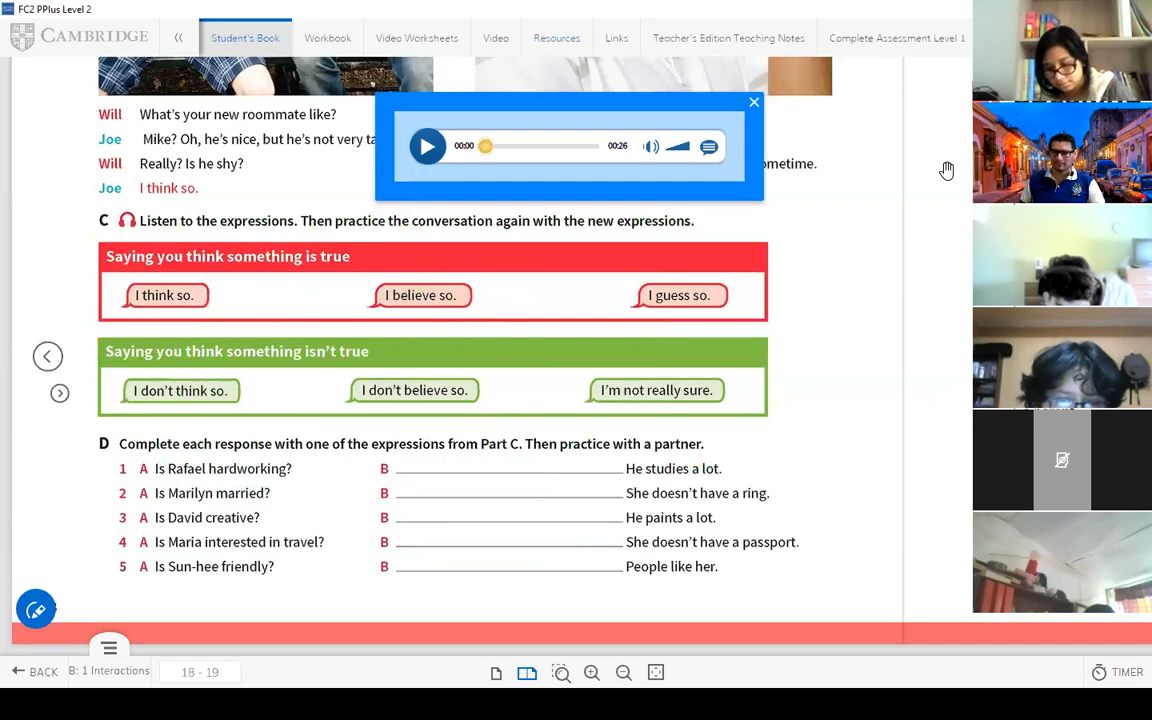 FC2 PPlus Level 2
CAMBRIDGE
Student's Book
Workbook
Video Worksheets
Video
Resources
Links
Teacher's Edition Teaching Notes
Complete Assessment Level 1
Will What's your new roommate like?
Joe Mike? Oh, he's nice, but he's not very
Will Really? Is he shy? sometime.
Joe I think so.
00:00 00:26
C Listen to the expressions. Then practice the conversation again with the new expressions.
Saying you think something is true
I think so. I believe so. I guess so.
Saying you think something isn't true
I don't think so. I don't believe so. I'm not really sure.
D Complete each response with one of the expressions from Part C. Then practice with a partner.
1 A Is Rafael hardworking? B ____ He studies a lot.
2 A Is Marilyn married? B ____ She doesn't have a ring.
3 A Is David creative? B ____ He paints a lot.
4 A Is Maria interested in travel? B ____ She doesn't have a passport.
5 A Is Sun-hee friendly? B ____ People like her.
BACK
B: 1 Interactions
18 - 19
TIMER